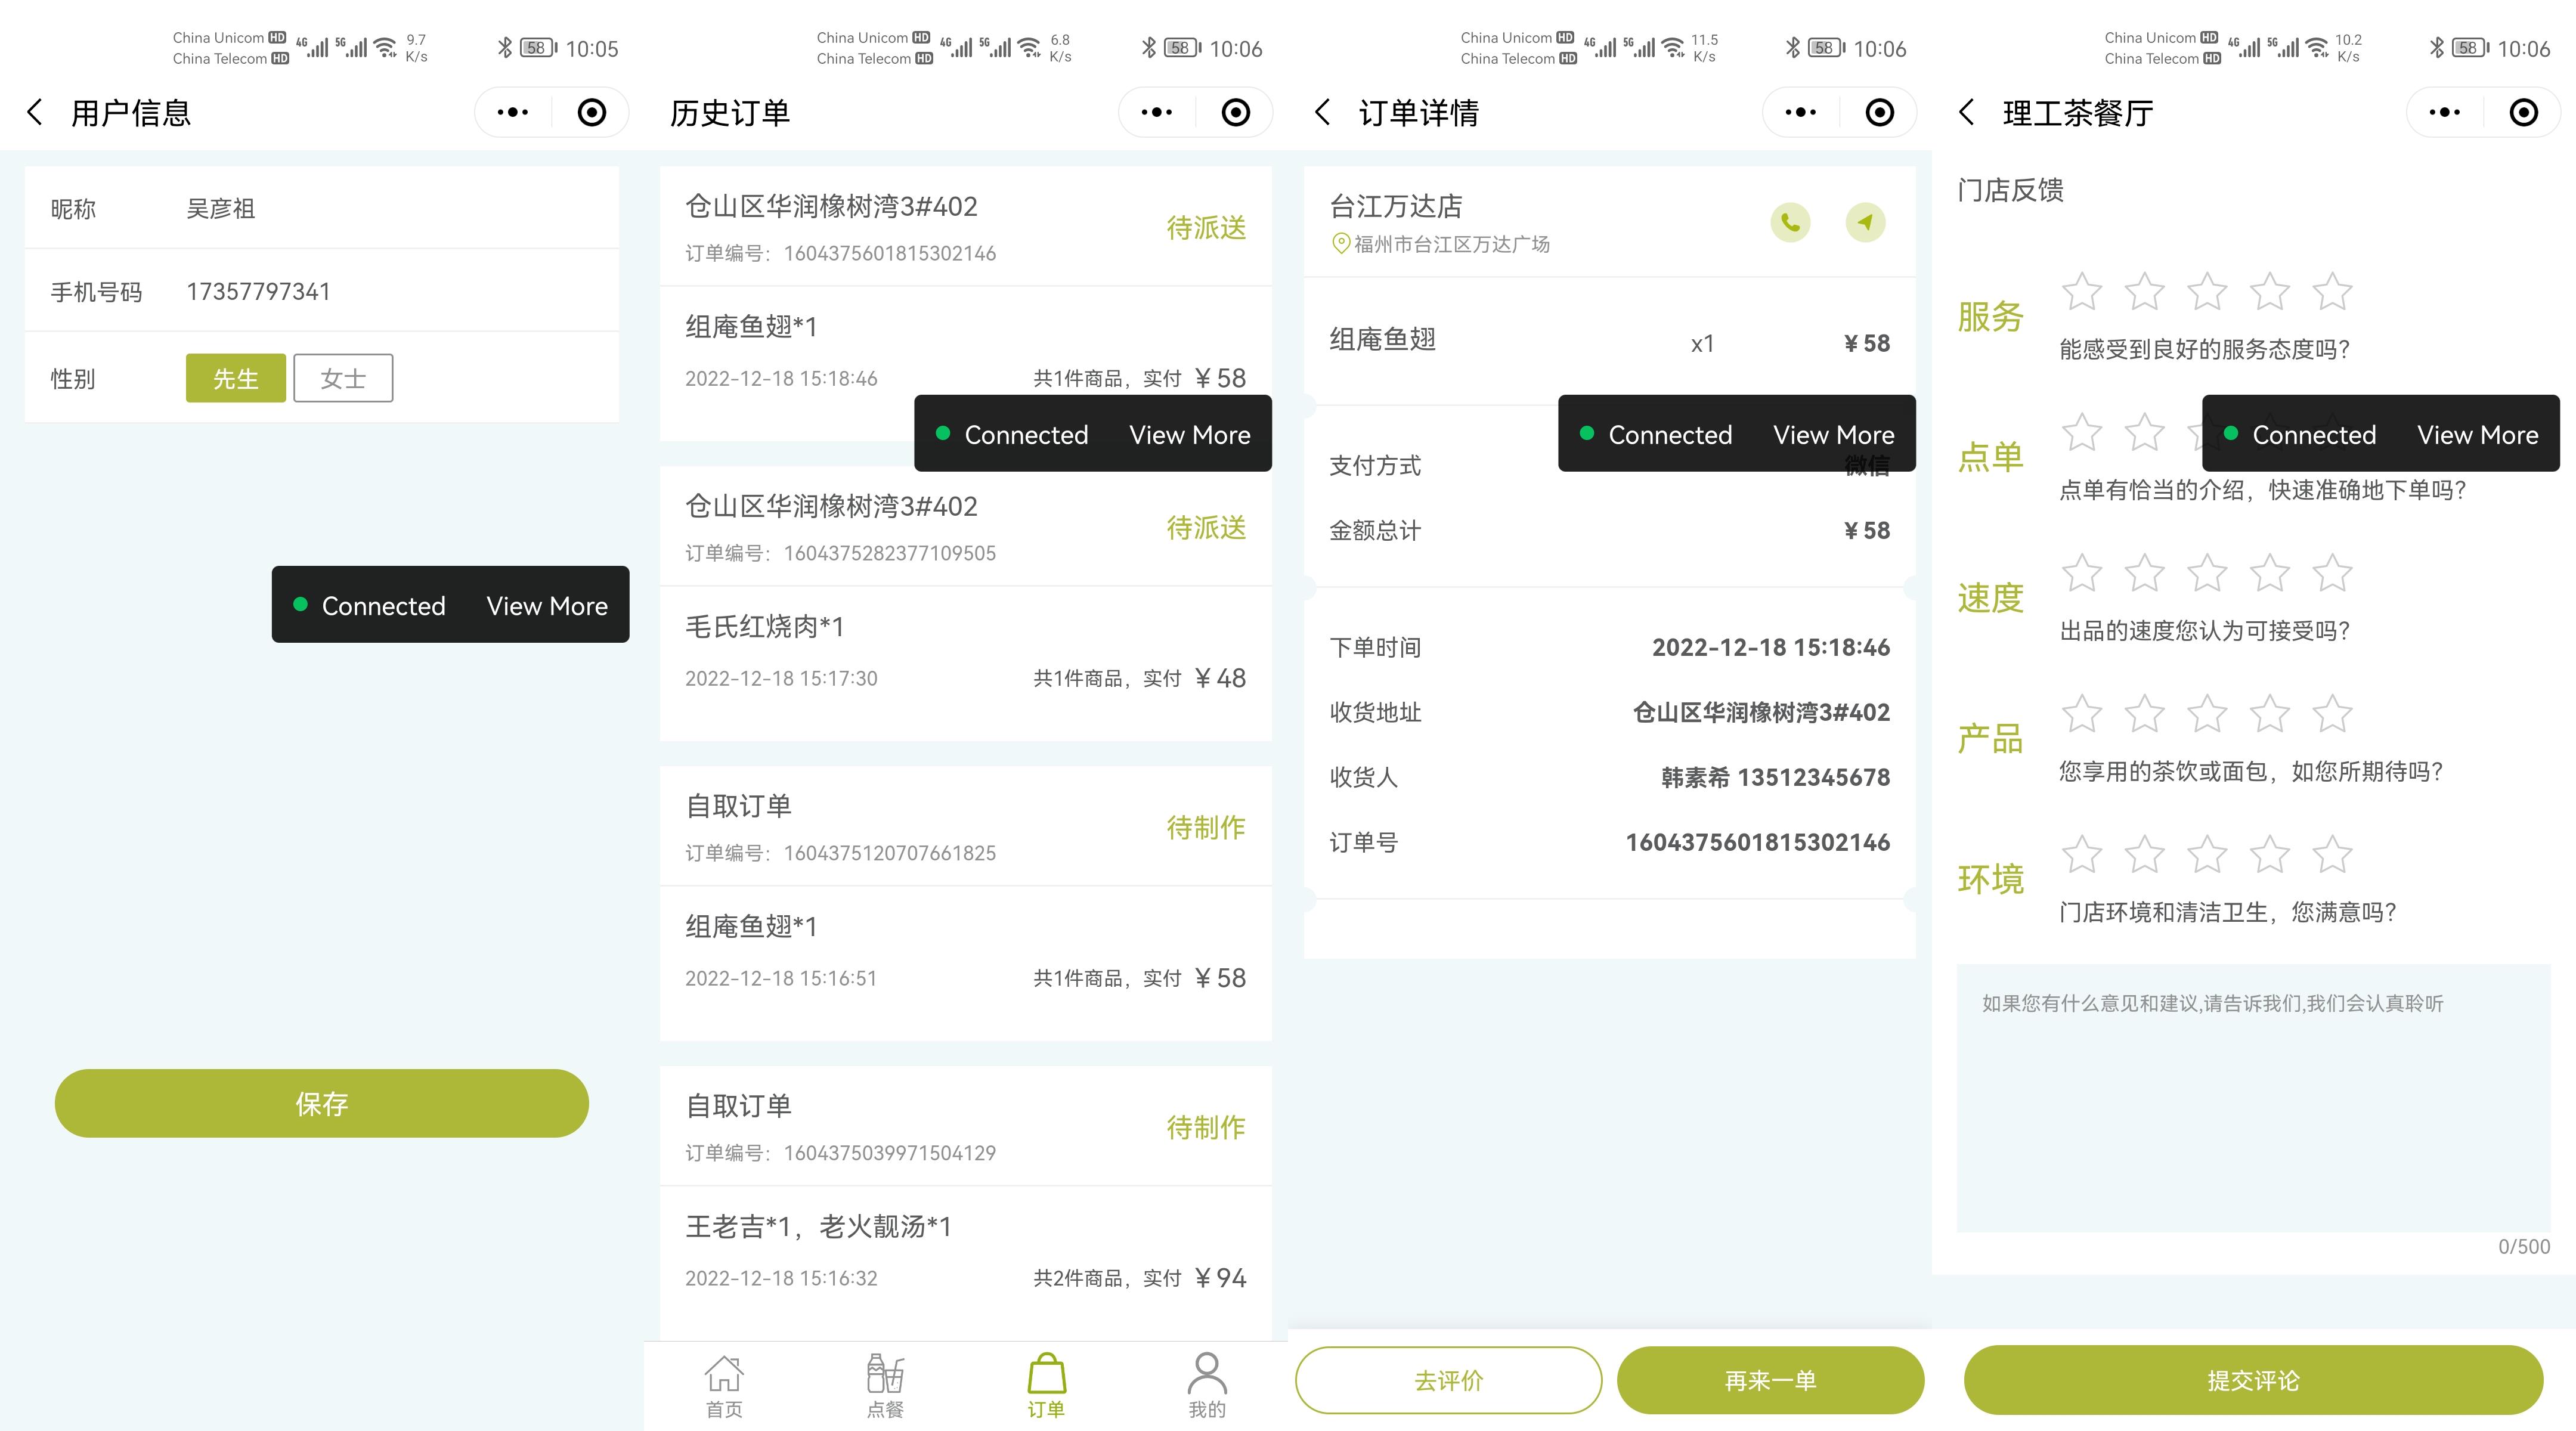 China Unicom HD
China Telecom HD
4G
5G
9.7
K/s
58
10:05
用户信息
昵称 吴彦祖
手机号码 17357797341
性别 先生 女士
Connected View More
保存
China Unicom HD
China Telecom HD
4G
5G
6.8
K/s
58
10:06
历史订单
仓山区华润橡树湾3#402
待派送
订单编号：1604375601815302146
组庵鱼翅*1
2022-12-18 15:18:46 共1件商品，实付 ￥58
Connected View More
仓山区华润橡树湾3#402
待派送
订单编号：1604375282377109505
毛氏红烧肉*1
2022-12-18 15:17:30 共1件商品，实付 ￥48
自取订单
待制作
订单编号：1604375120707661825
组庵鱼翅*1
2022-12-18 15:16:51 共1件商品，实付 ￥58
自取订单
待制作
订单编号：1604375039971504129
王老吉*1，老火靓汤*1
2022-12-18 15:16:32 共2件商品，实付 ￥94
首页 点餐 订单 我的
China Unicom HD
China Telecom HD
4G
5G
11.5
K/s
58
10:06
订单详情
台江万达店
福州市台江区万达广场
组庵鱼翅 x1 ￥58
Connected View More
支付方式 微信
金额总计 ￥58
下单时间 2022-12-18 15:18:46
收货地址 仓山区华润橡树湾3#402
收货人 韩素希 13512345678
订单号 1604375601815302146
去评价 再来一单
China Unicom HD
China Telecom HD
4G
5G
10.2
K/s
58
10:06
理工茶餐厅
门店反馈
服务
能感受到良好的服务态度吗？
Connected View More
点单
点单有恰当的介绍，快速准确地下单吗？
速度
出品的速度您认为可接受吗？
产品
您享用的茶饮或面包，如您所期待吗？
环境
门店环境和清洁卫生，您满意吗？
如果您有什么意见和建议,请告诉我们,我们会认真聆听
0/500
提交评论